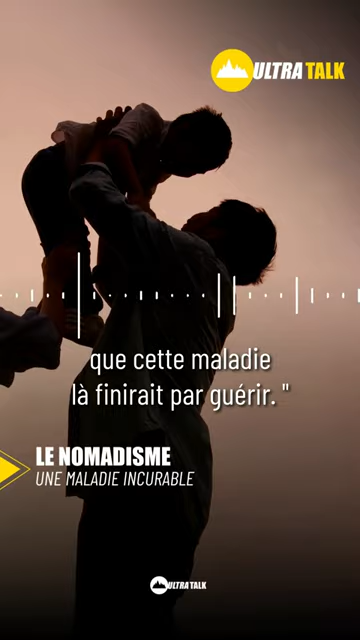 ULTRA TALK
que cette maladie
là finirait par guérir. "
LE NOMADISME
UNE MALADIE INCURABLE
ULTRA TALK